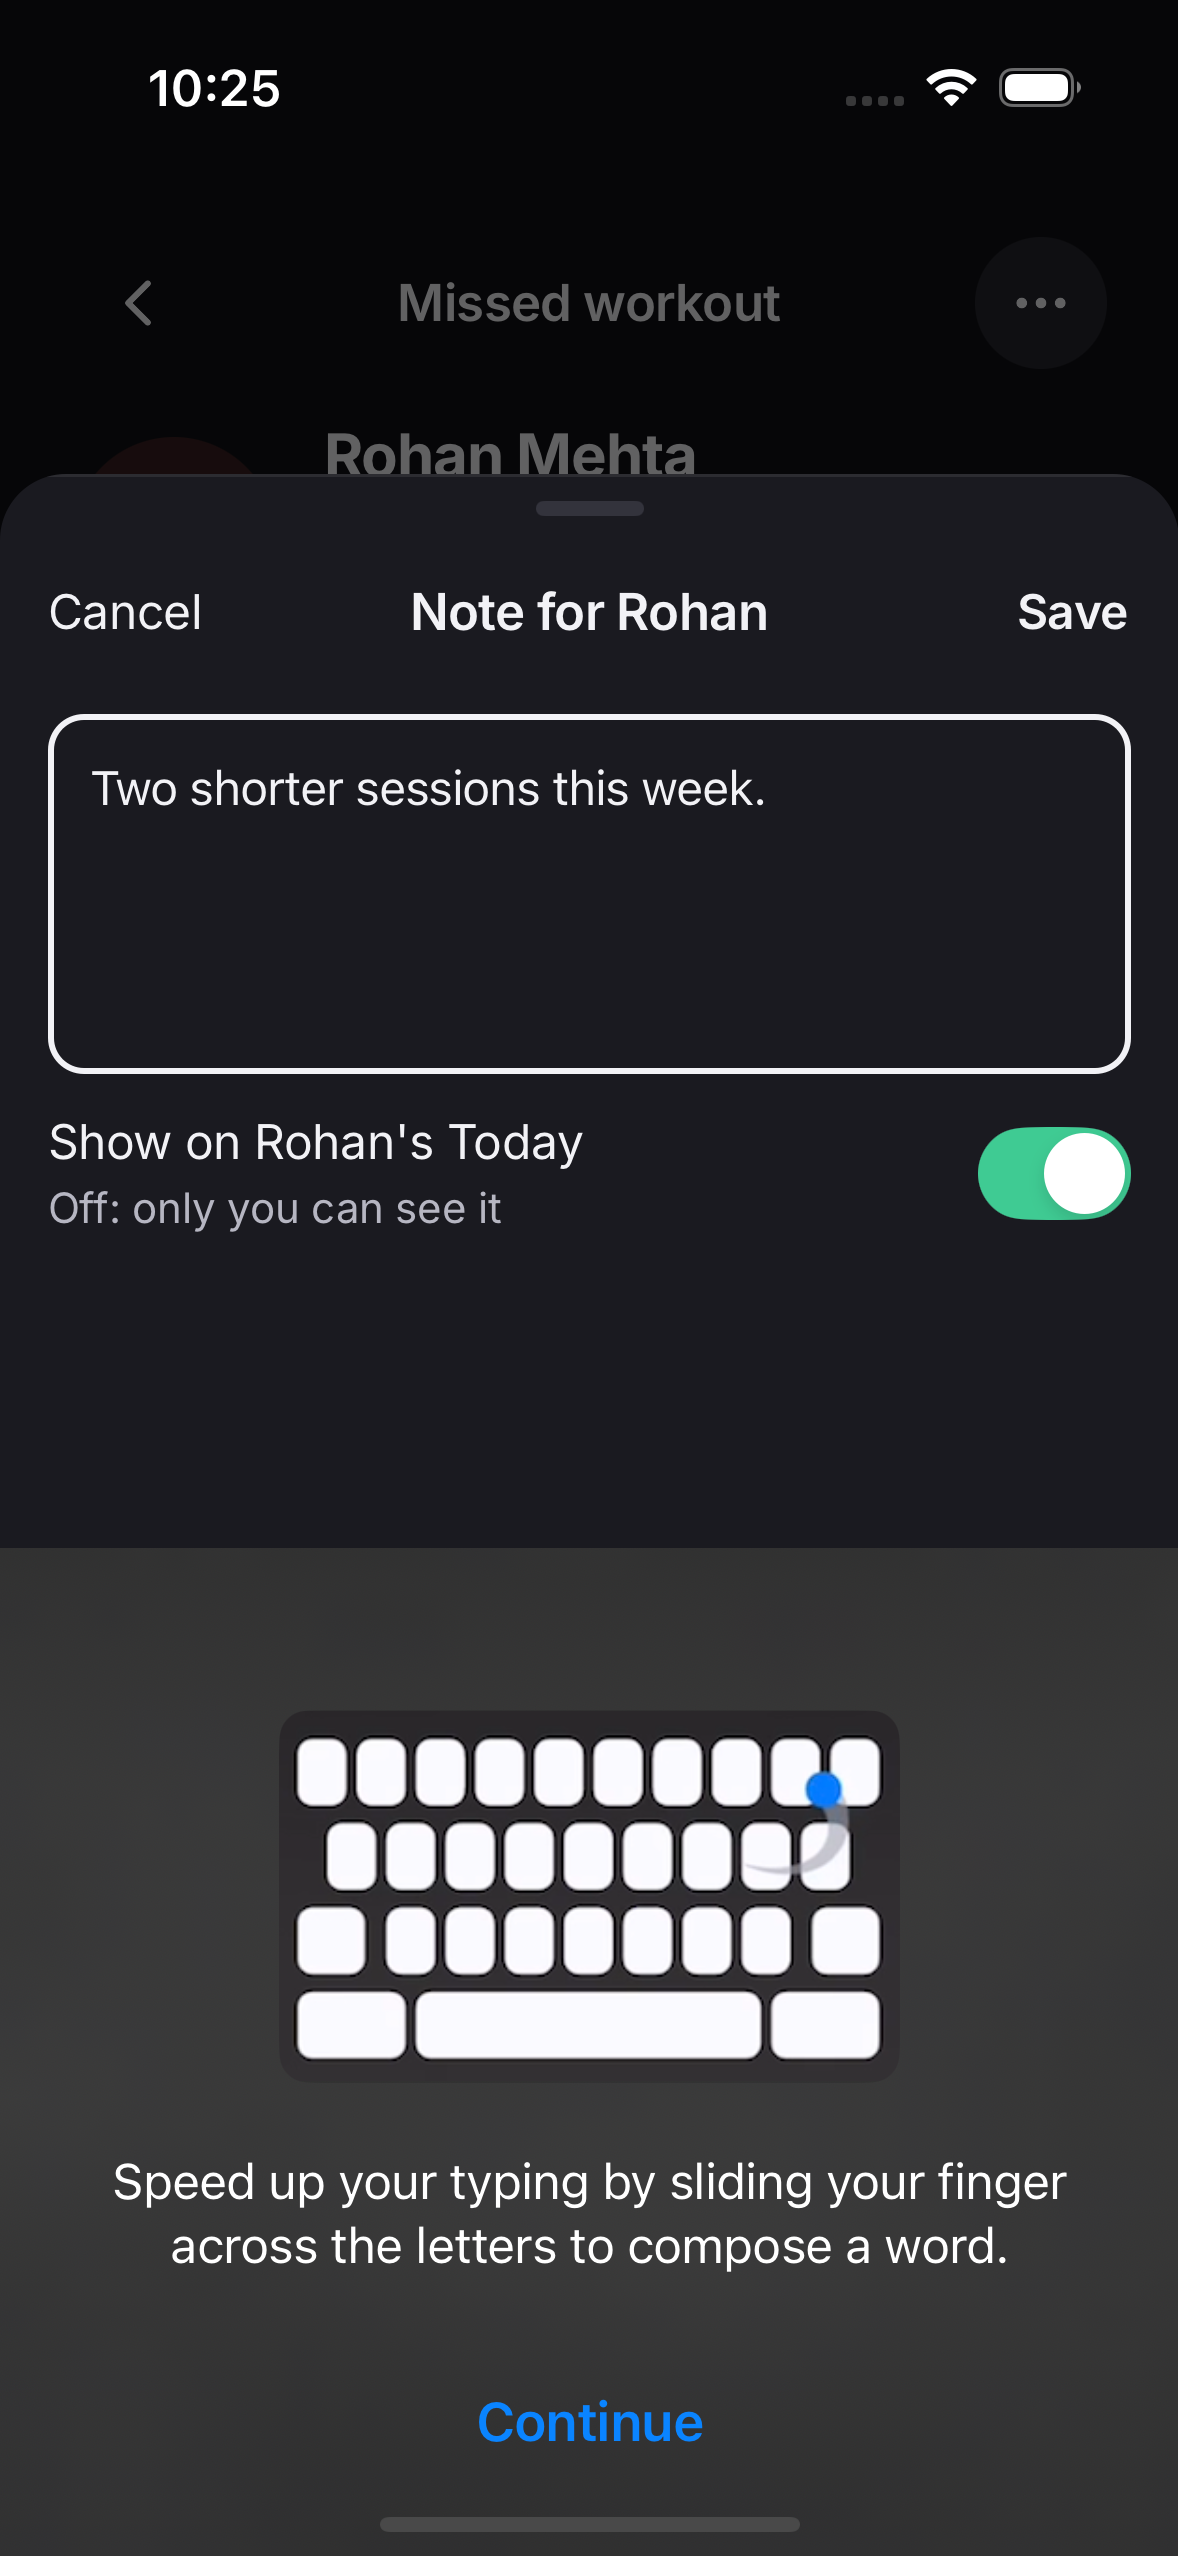 10:25
Missed workout
Rohan Mehta
Cancel
Note for Rohan
Save
Two shorter sessions this week.
Show on Rohan's Today
Off: only you can see it
Speed up your typing by sliding your finger
across the letters to compose a word.
Continue